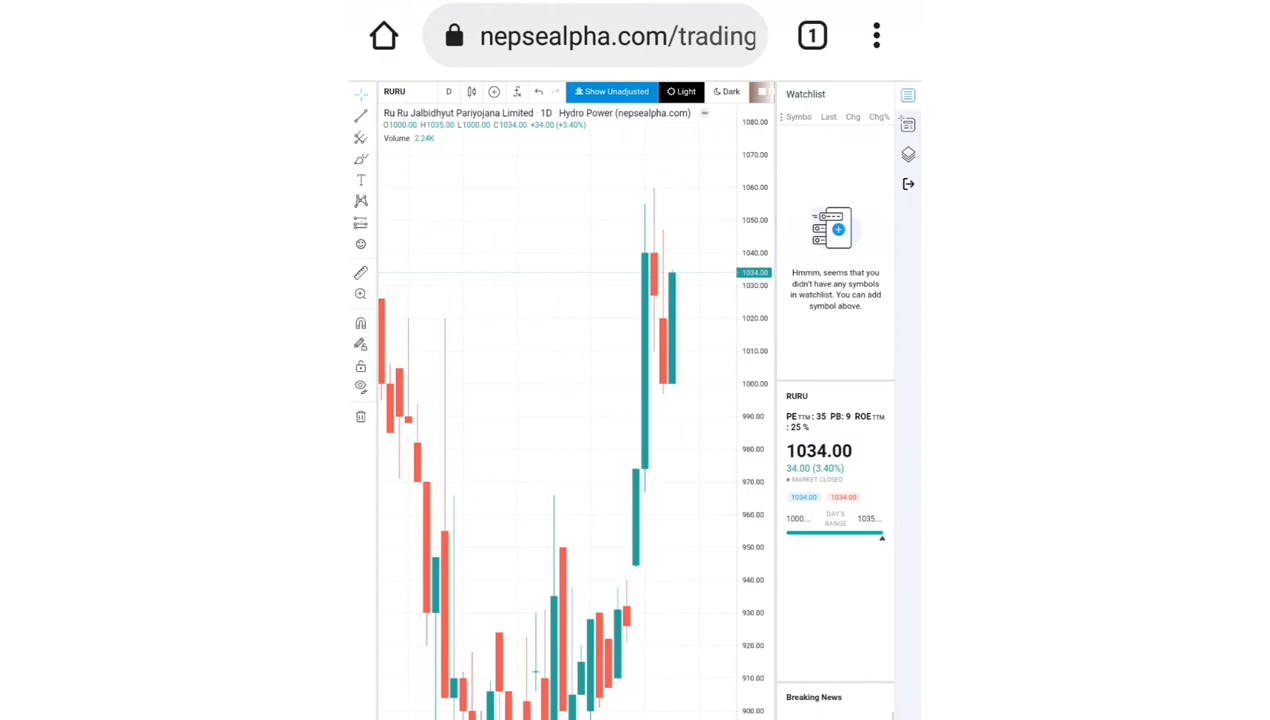 nepsealpha.com/trading
1
RURU D Show Unadjusted Light Dark
Ru Ru Jalbidhyut Pariyojana Limited 1D Hydro Power (nepsealpha.com)
O1000.00 H1035.00 L1000.00 C1034.00 +34.00 (+3.40%)
Volume 2.24K
1080.00
1070.00
1060.00
1050.00
1040.00
1034.00
1030.00
1020.00
1010.00
1000.00
990.00
980.00
970.00
960.00
950.00
940.00
930.00
920.00
910.00
900.00
Watchlist
Symbo Last Chg Chg%
Hmmm, seems that you
didn't have any symbols
in watchlist. You can add
symbol above.
RURU
PE TTM : 35 PB: 9 ROE TTM
: 25 %
1034.00
34.00 (3.40%)
MARKET CLOSED
1034.00 1034.00
1000... DAY'S 1035...
RANGE
Breaking News